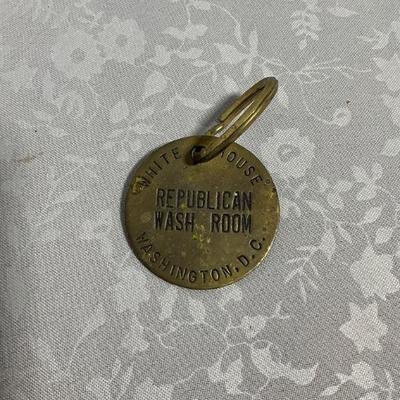 WHITE HOUSE
REPUBLICAN
WASH ROOM
WASHINGTON, D.C.